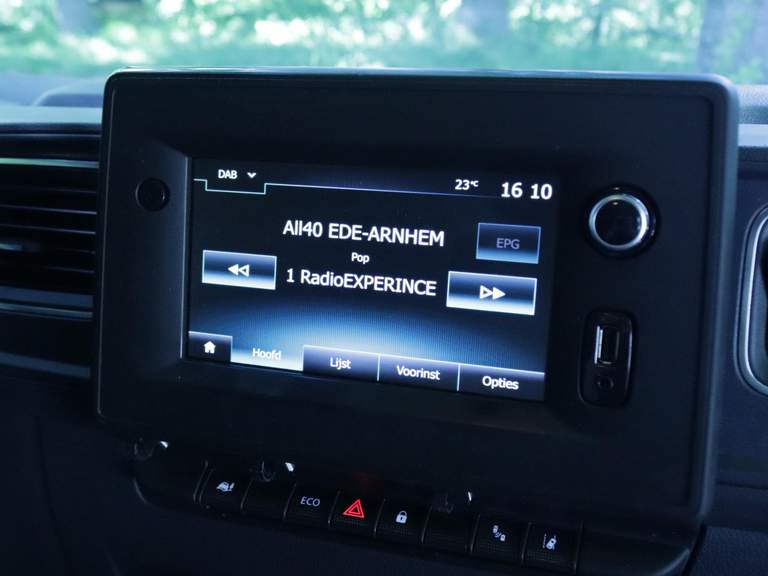 DAB
23°C 16 10
All40 EDE-ARNHEM
EPG
Pop
1 RadioEXPERINCE
Hoofd
Lijst
Voorinst
Opties
ECO